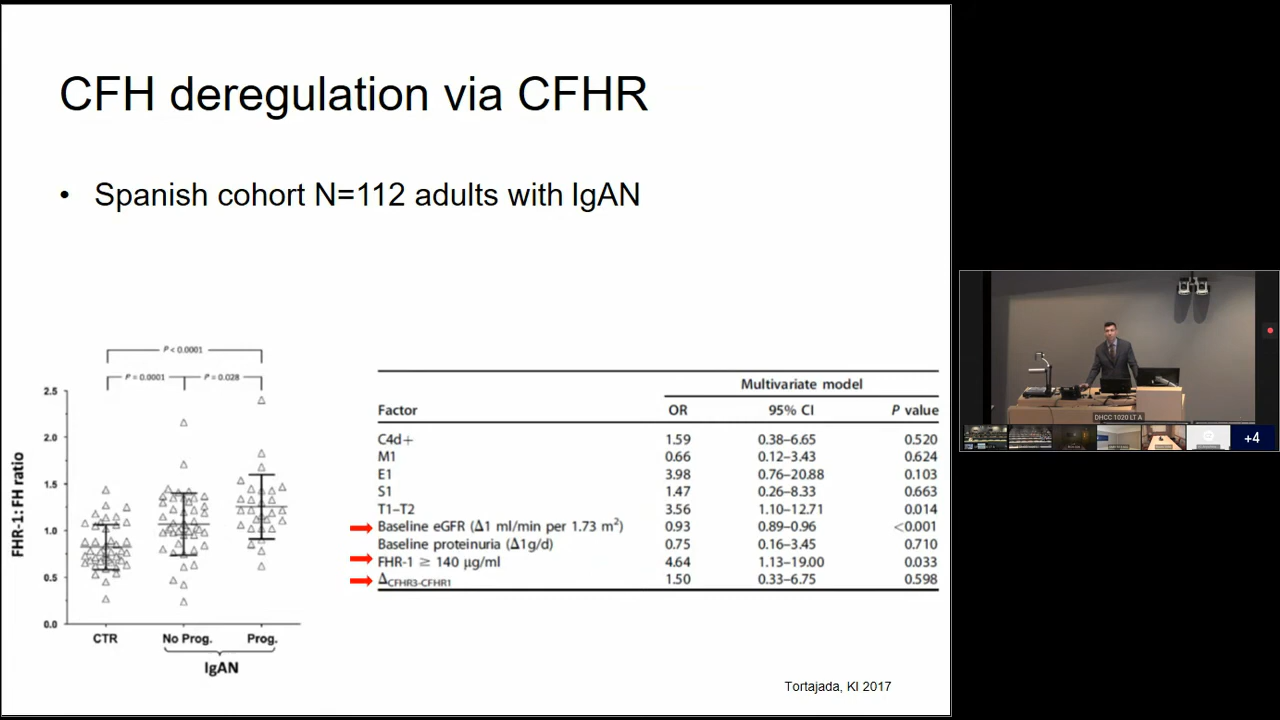 CFH deregulation via CFHR
• Spanish cohort N=112 adults with IgAN
P < 0.0001
P = 0.0001
P = 0.028
2.5
2.0
1.5
1.0
0.5
0.0
FHR-1: FH ratio
CTR
No Prog.
Prog.
IgAN
Multivariate model
Factor OR 95% CI P value
C4d+ 1.59 0.38–6.65 0.520
M1 0.66 0.12–3.43 0.624
E1 3.98 0.76–20.88 0.103
S1 1.47 0.26–8.33 0.663
T1–T2 3.56 1.10–12.71 0.014
Baseline eGFR (Δ1 ml/min per 1.73 m²) 0.93 0.89–0.96 <0.001
Baseline proteinuria (Δ1g/d) 0.75 0.16–3.45 0.710
FHR-1 ≥ 140 μg/ml 4.64 1.13–19.00 0.033
ΔCFHR3-CFHR1 1.50 0.33–6.75 0.598
Tortajada, KI 2017
DHCC 1020 LT A
+4